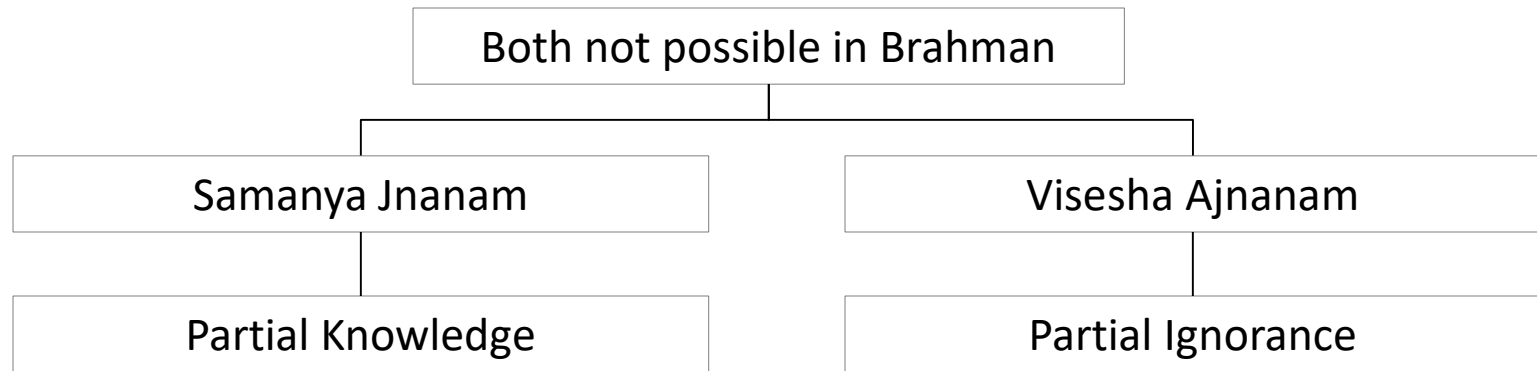 Both not possible in Brahman
Samanya Jnanam
Visesha Ajnanam
Partial Knowledge
Partial Ignorance